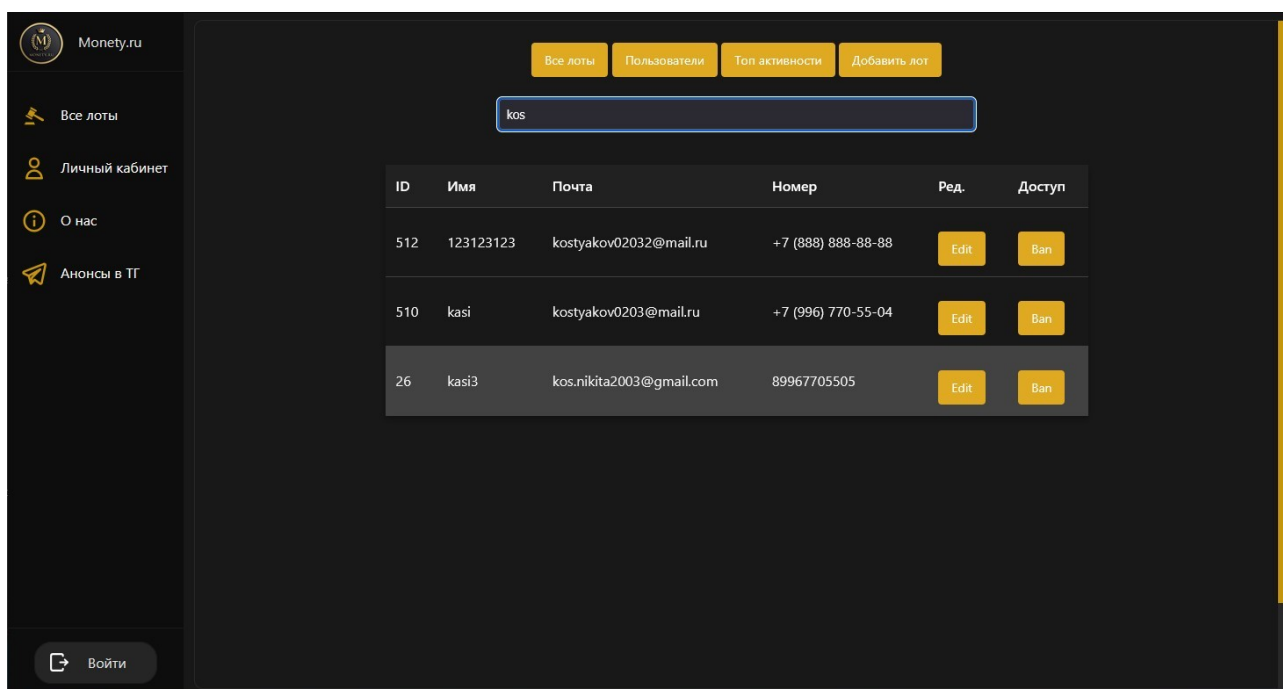 Monety.ru
Все лоты
Личный кабинет
О нас
Анонсы в ТГ
Войти
Все лоты Пользователи Топ активности Добавить лот
kos
ID Имя Почта Номер Ред. Доступ
512 123123123 kostyakov02032@mail.ru +7 (888) 888-88-88 Edit Ban
510 kasi kostyakov0203@mail.ru +7 (996) 770-55-04 Edit Ban
26 kasi3 kos.nikita2003@gmail.com 89967705505 Edit Ban